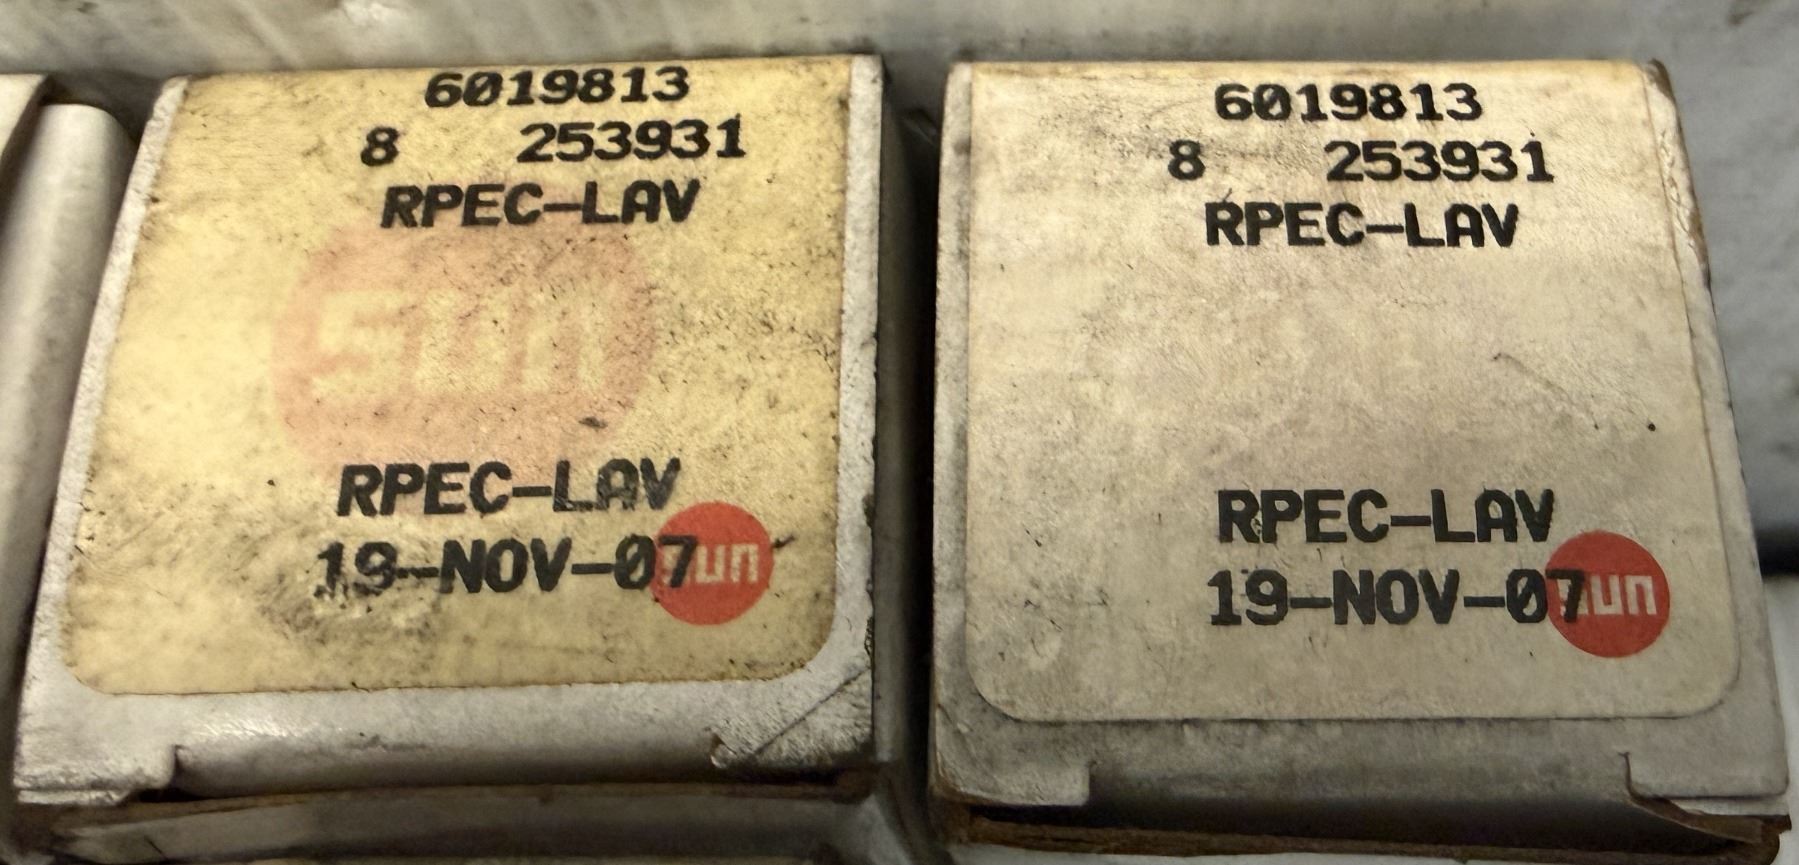 6019813
8 253931
RPEC-LAV
sun
RPEC-LAV
19-NOV-07
sun
6019813
8 253931
RPEC-LAV
RPEC-LAV
19-NOV-07
sun